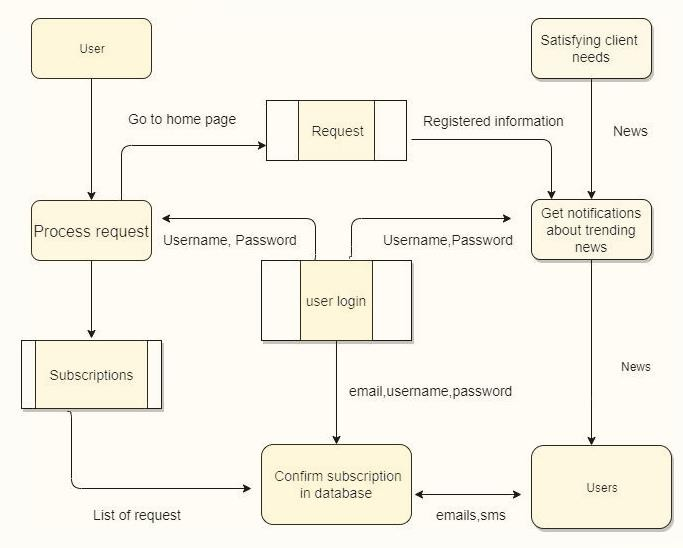 User
Satisfying client
needs
Go to home page
Request
Registered information
News
Process request
Username, Password
Username,Password
Get notifications
about trending
news
user login
Subscriptions
email,username,password
News
Confirm subscription
in database
Users
List of request
emails,sms